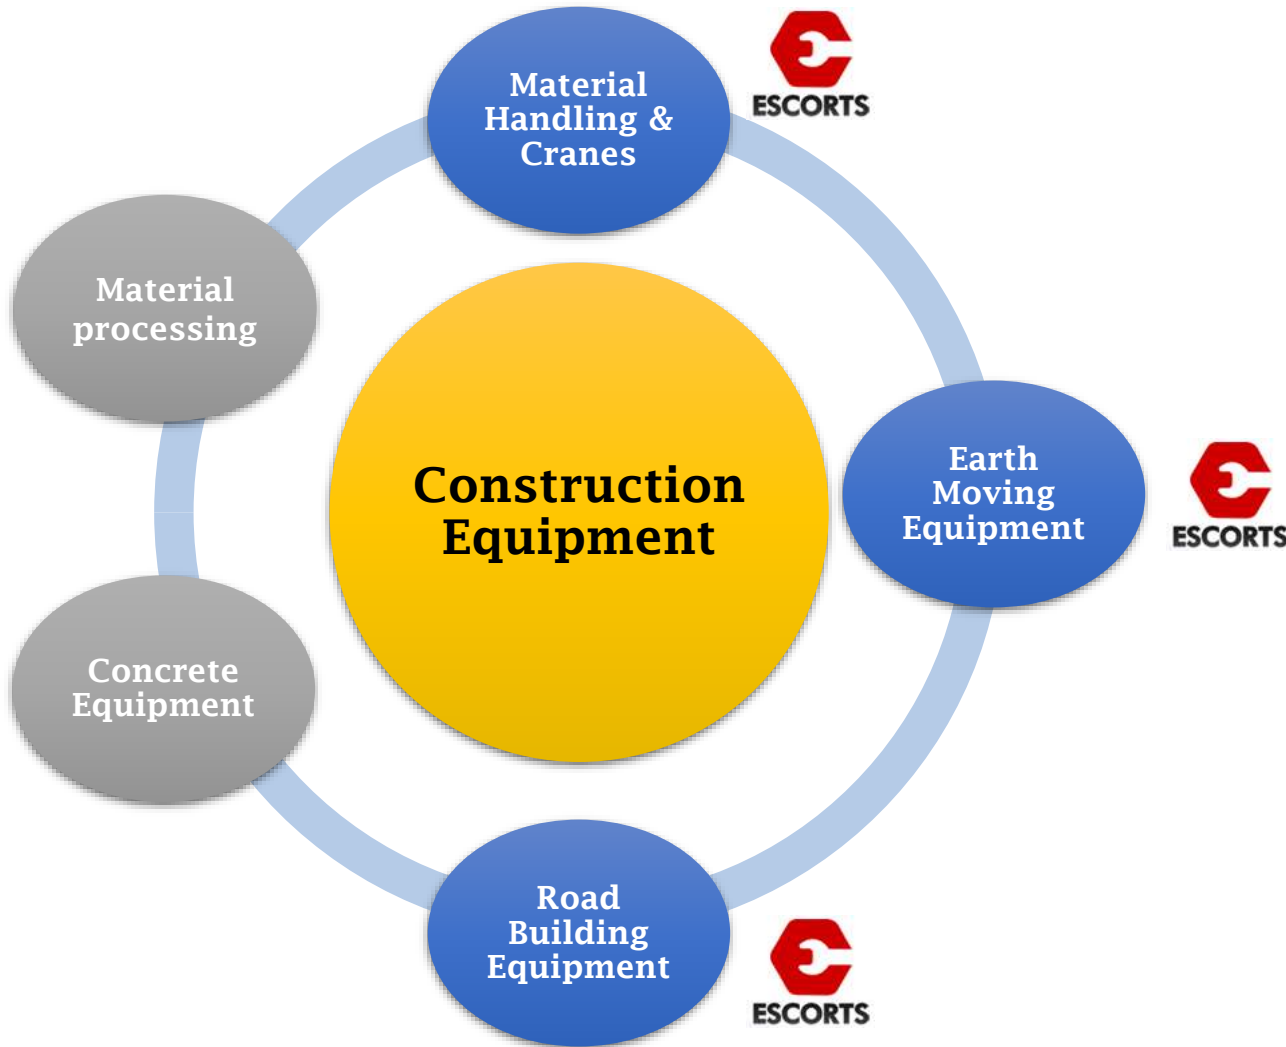 Material
Handling &
Cranes
ESCORTS
Material
processing
Construction
Equipment
Earth
Moving
Equipment
ESCORTS
Concrete
Equipment
Road
Building
Equipment
ESCORTS